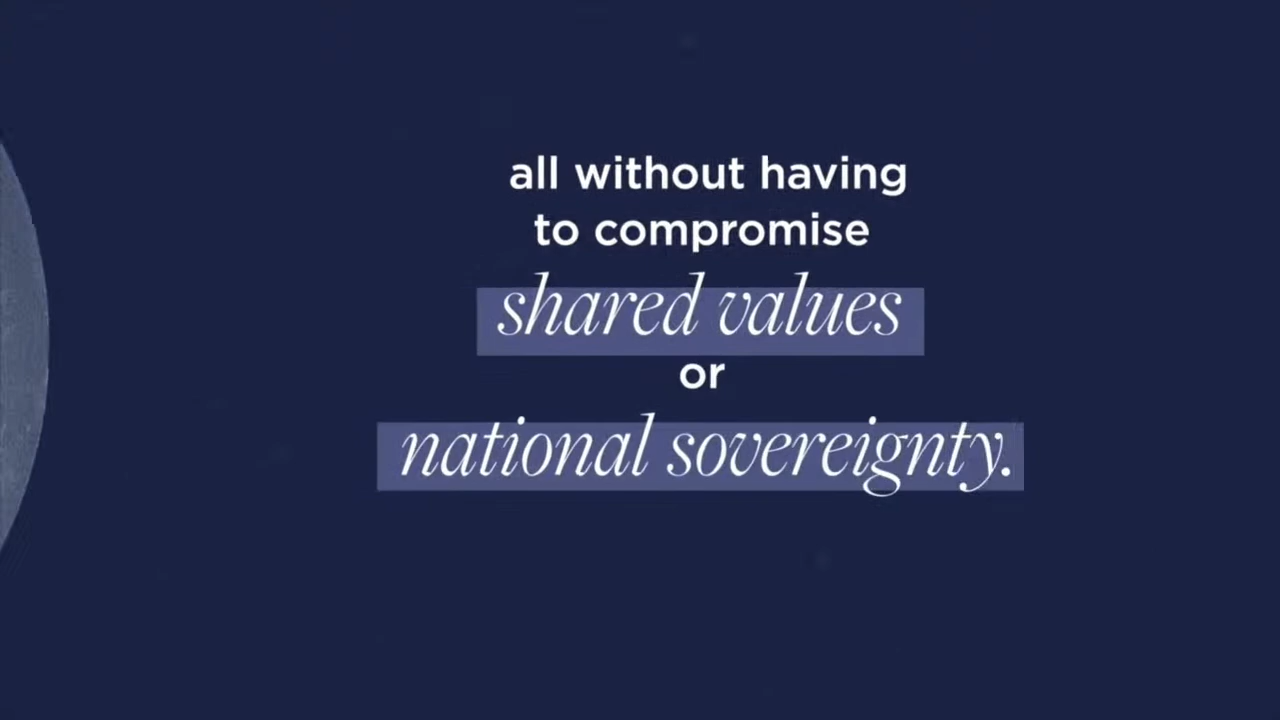 all without having
to compromise
shared values
or
national sovereignty.